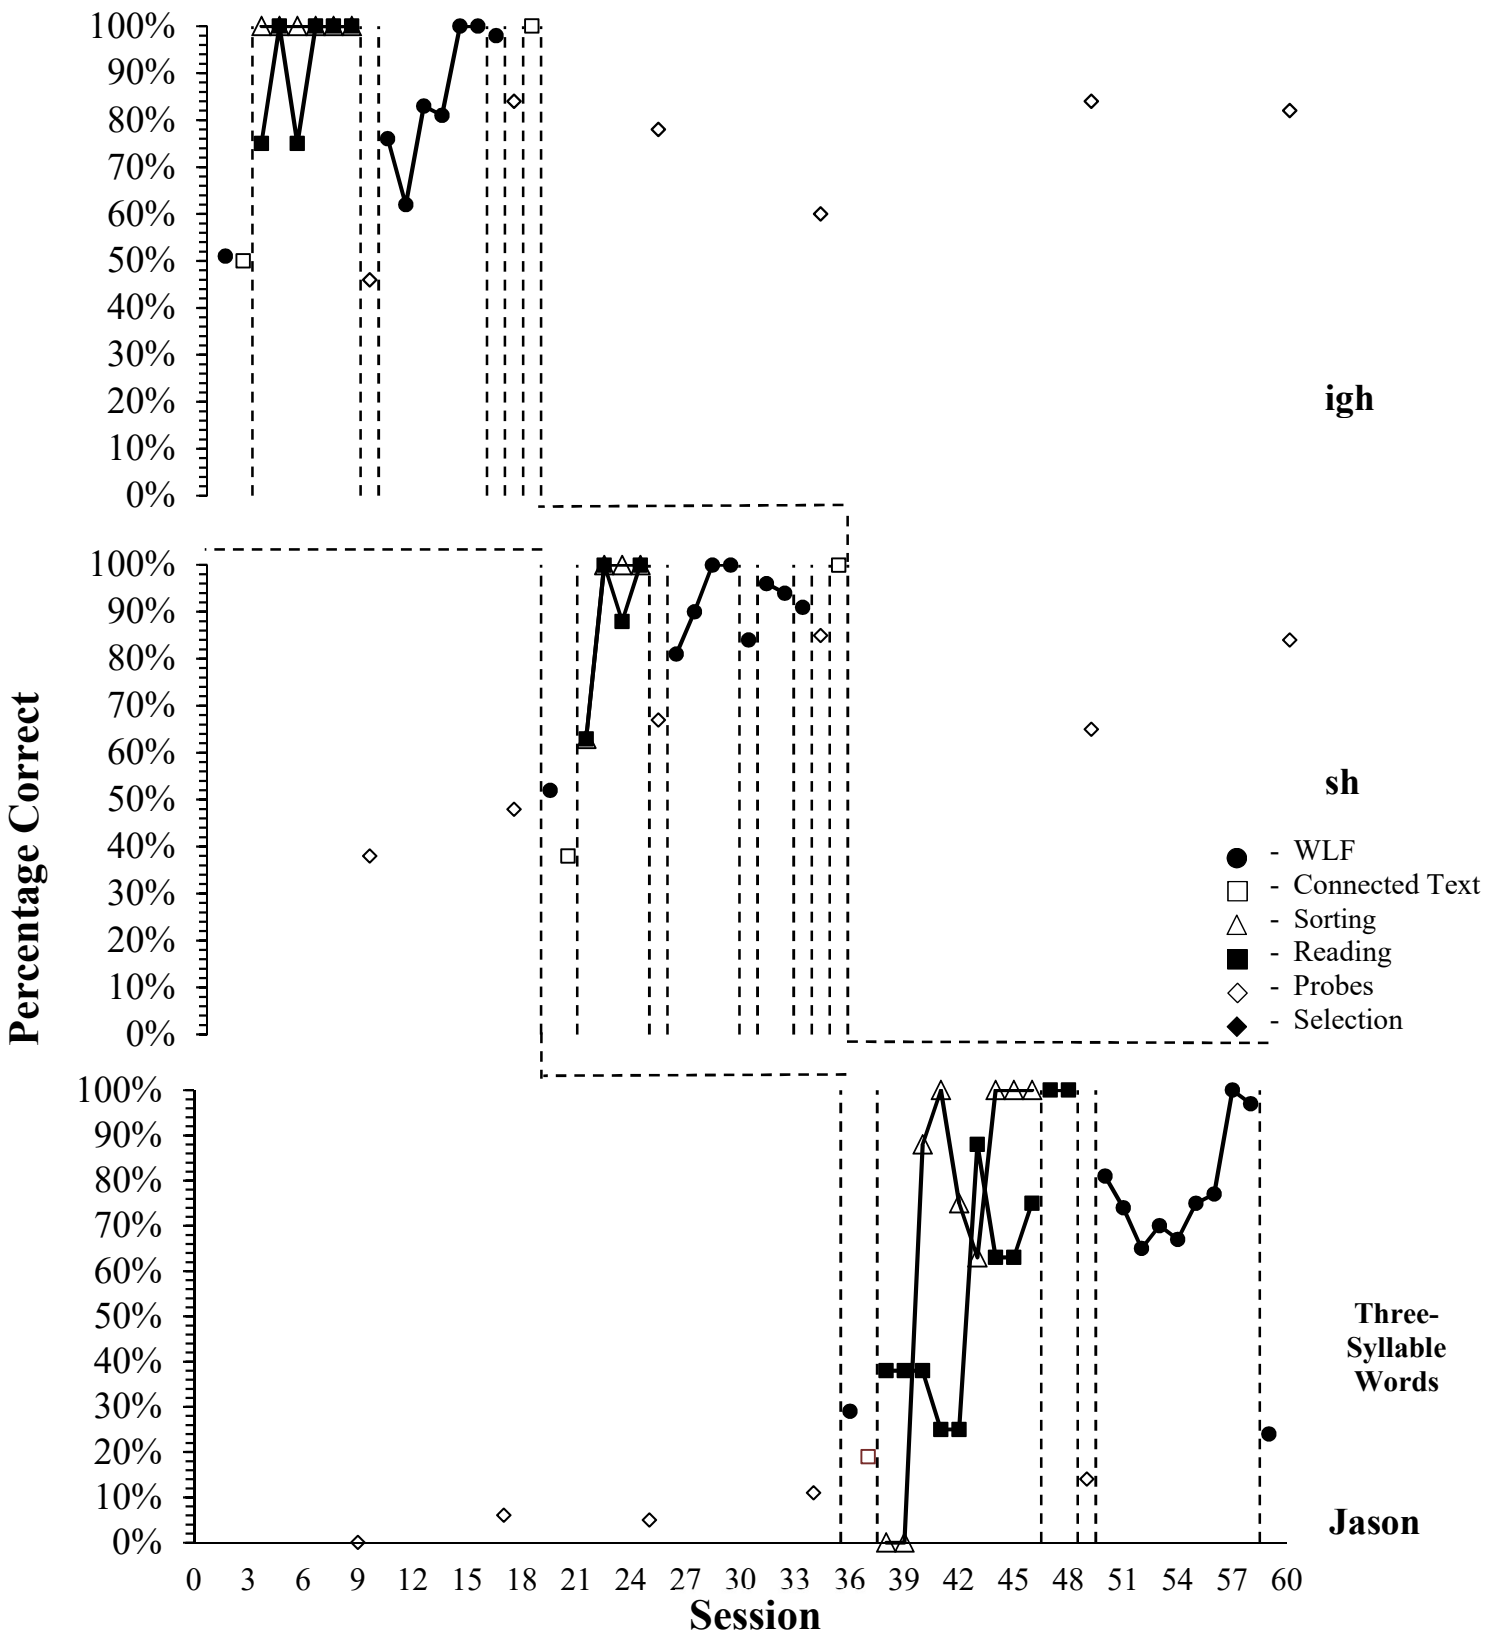 100%
90%
80%
70%
60%
50%
40%
30%
20%
10%
0%
igh
100%
90%
80%
70%
60%
50%
40%
30%
20%
10%
0%
sh
- WLF
- Connected Text
- Sorting
- Reading
- Probes
- Selection
Percentage Correct
100%
90%
80%
70%
60%
50%
40%
30%
20%
10%
0%
Three-
Syllable
Words
Jason
0 3 6 9 12 15 18 21 24 27 30 33 36 39 42 45 48 51 54 57 60
Session